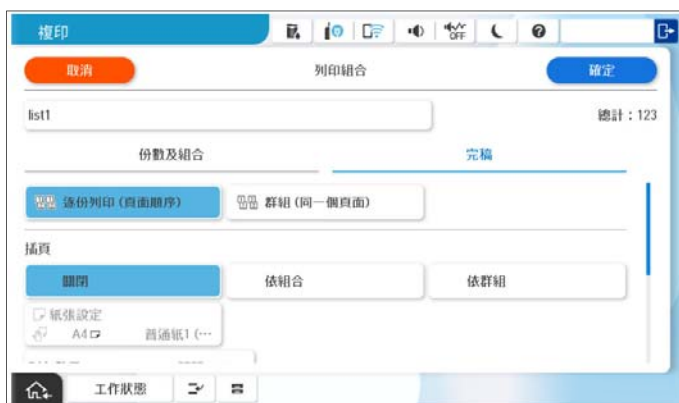 複印
OFF
取消
列印組合
確定
list1
總計：123
份數及組合
完稿
逐份列印 (頁面順序)
群組 (同一個頁面)
插頁
關閉
依組合
依群組
紙張設定
A4
普通紙1 (…
工作狀態